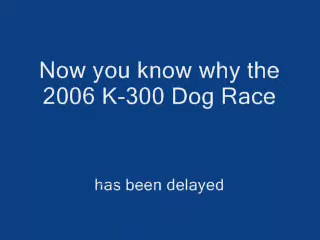 Now you know why the
2006 K-300 Dog Race
has been delayed